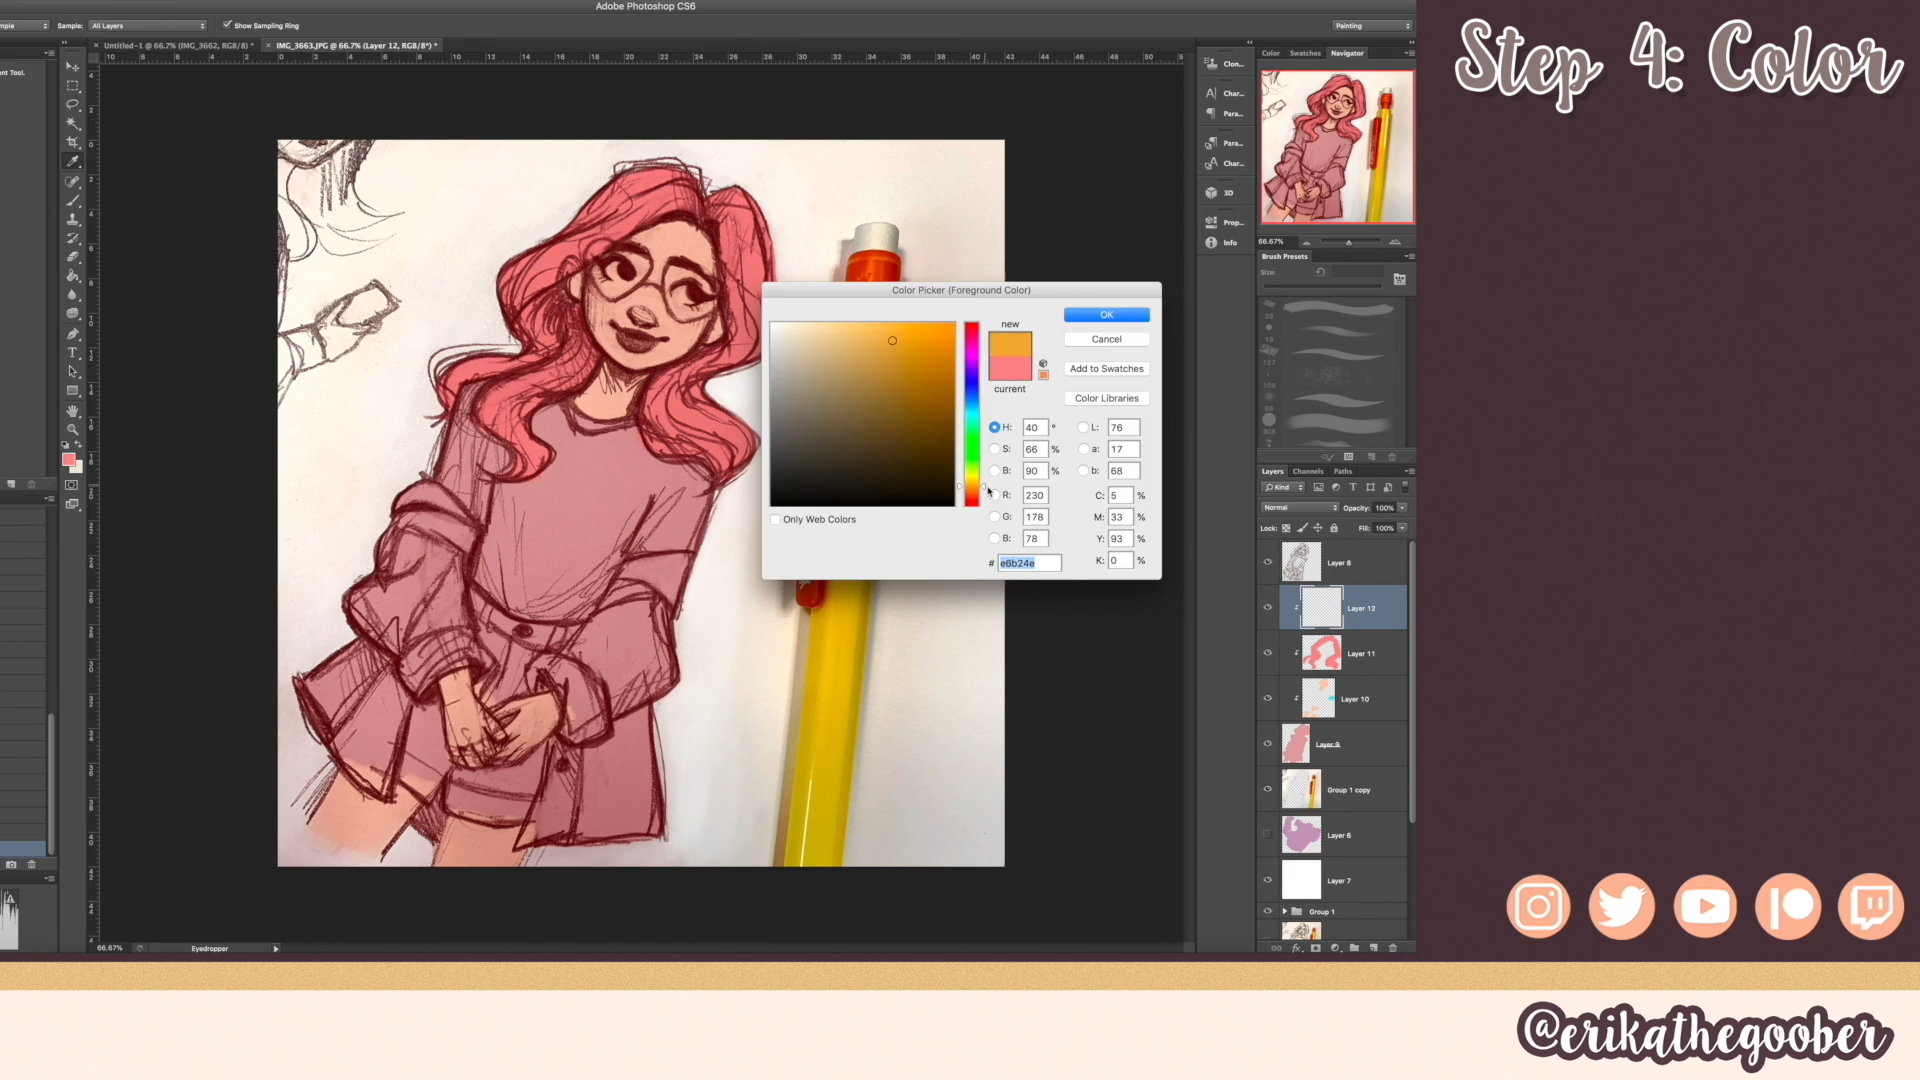 Adobe Photoshop CS6
mple
Sample:
All Layers
Show Sampling Ring
Painting
Untitled-1 @ 66.7% (IMG_3662, RGB/8) *
IMG_3663.JPG @ 66.7% (Layer 12, RGB/8*) *
Color
Swatches
Navigator
Step 4: Color
nt Tool.
Clon...
Char...
Para...
Para...
Char...
3D
Prop...
Info
66.67%
Brush Presets
Size:
Color Picker (Foreground Color)
new
current
OK
Cancel
Add to Swatches
Color Libraries
H: 40 °
L: 76
S: 66 %
a: 17
B: 90 %
b: 68
R: 230
C: 5 %
G: 178
M: 33 %
B: 78
Y: 93 %
# e6b24e
K: 0 %
Only Web Colors
Layers
Channels
Paths
Kind
Normal
Opacity: 100%
Lock:
Fill: 100%
Layer 8
Layer 12
Layer 11
Layer 10
Layer 9
Group 1 copy
Layer 6
Layer 7
Group 1
66.67%
Eyedropper
@erikathegoober